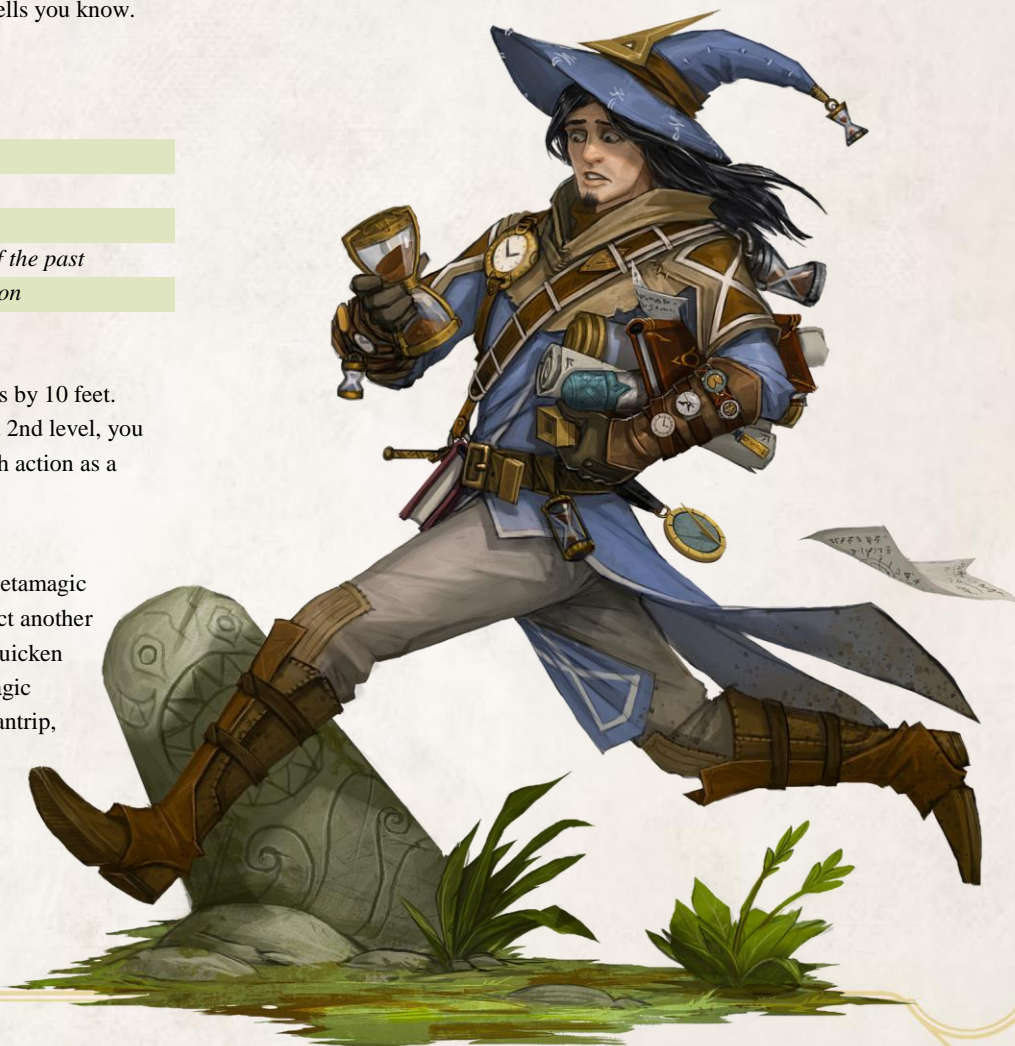 ells you know.
f the past
on
s by 10 feet.
2nd level, you
h action as a
etamagic
ct another
uicken
agic
antrip,